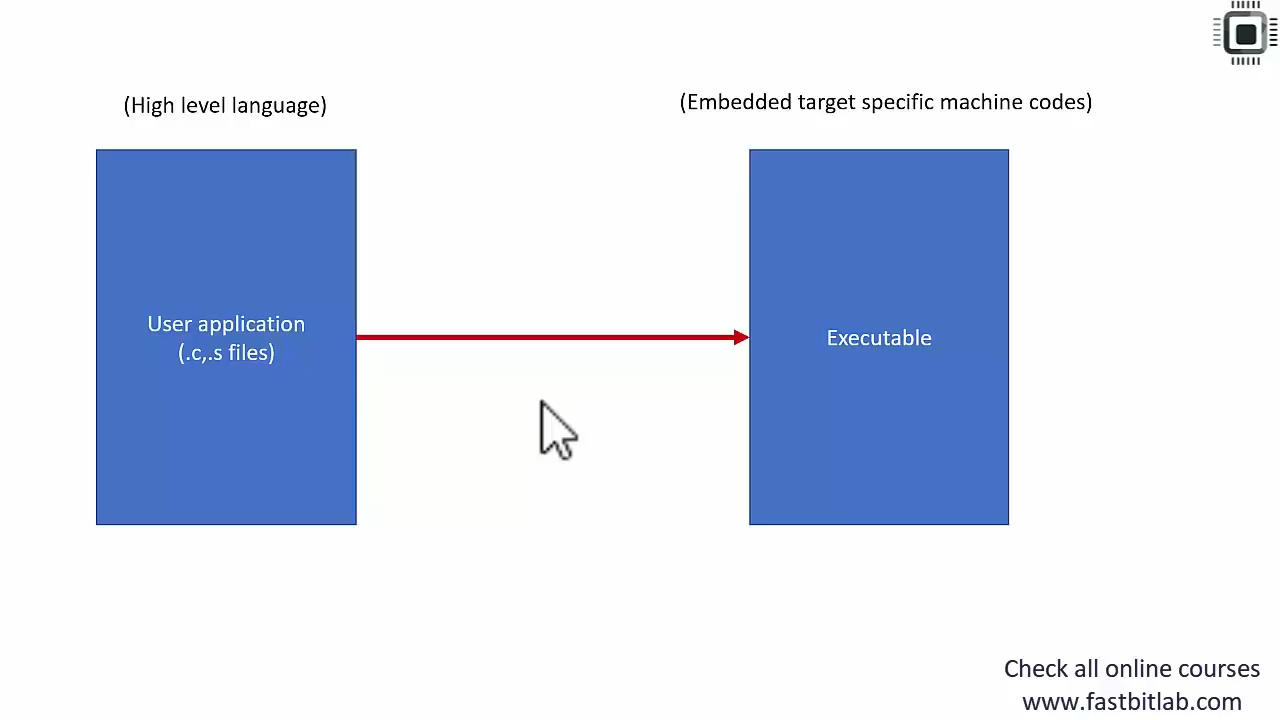 (High level language)
(Embedded target specific machine codes)
User application
(.c,.s files)
Executable
Check all online courses
www.fastbitlab.com